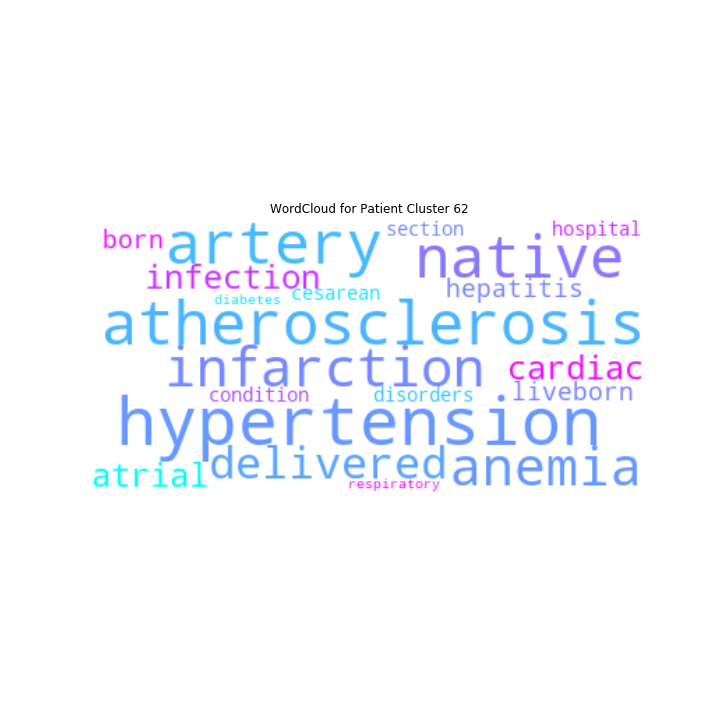 WordCloud for Patient Cluster 62
born artery section native hospital
infection cesarean hepatitis
diabetes
atherosclerosis
infarction cardiac
condition disorders liveborn
hypertension
atrial delivered anemia
respiratory